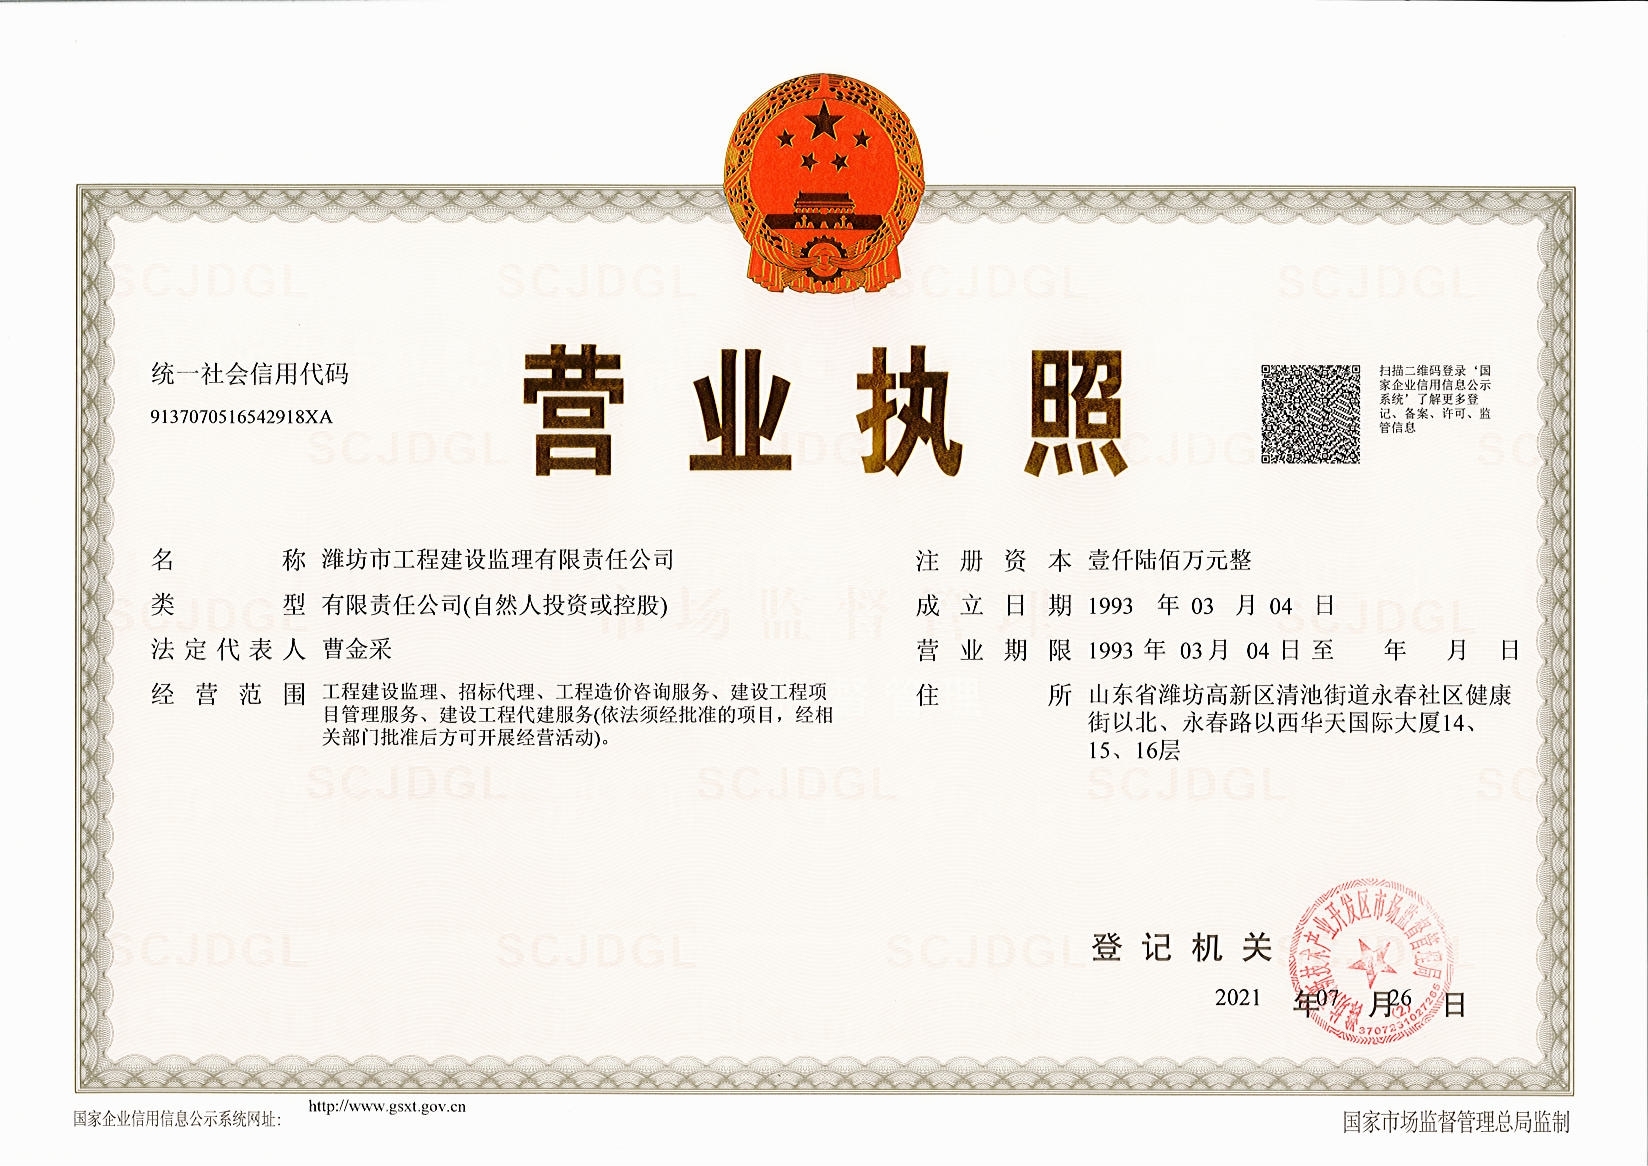 营业执照
统一社会信用代码
9137070516542918XA
扫描二维码登录‘国
家企业信用信息公示
系统’了解更多登
记、备案、许可、监
管信息
名称 潍坊市工程建设监理有限责任公司
类型 有限责任公司(自然人投资或控股)
法定代表人 曹金采
经营范围 工程建设监理、招标代理、工程造价咨询服务、建设工程项
目管理服务、建设工程代建服务(依法须经批准的项目，经相
关部门批准后方可开展经营活动)。
注册资本 壹仟陆佰万元整
成立日期 1993 年 03 月 04 日
营业期限 1993 年 03月 04 日 至 年 月 日
住所 山东省潍坊高新区清池街道永春社区健康
街以北、永春路以西华天国际大厦14、
15、16层
登记机关
2021 年07 月26 日
技术产业开发区市场监督管理局
(2)
3707231027265
国家企业信用信息公示系统网址：
http://www.gsxt.gov.cn
国家市场监督管理总局监制
SCJDGL